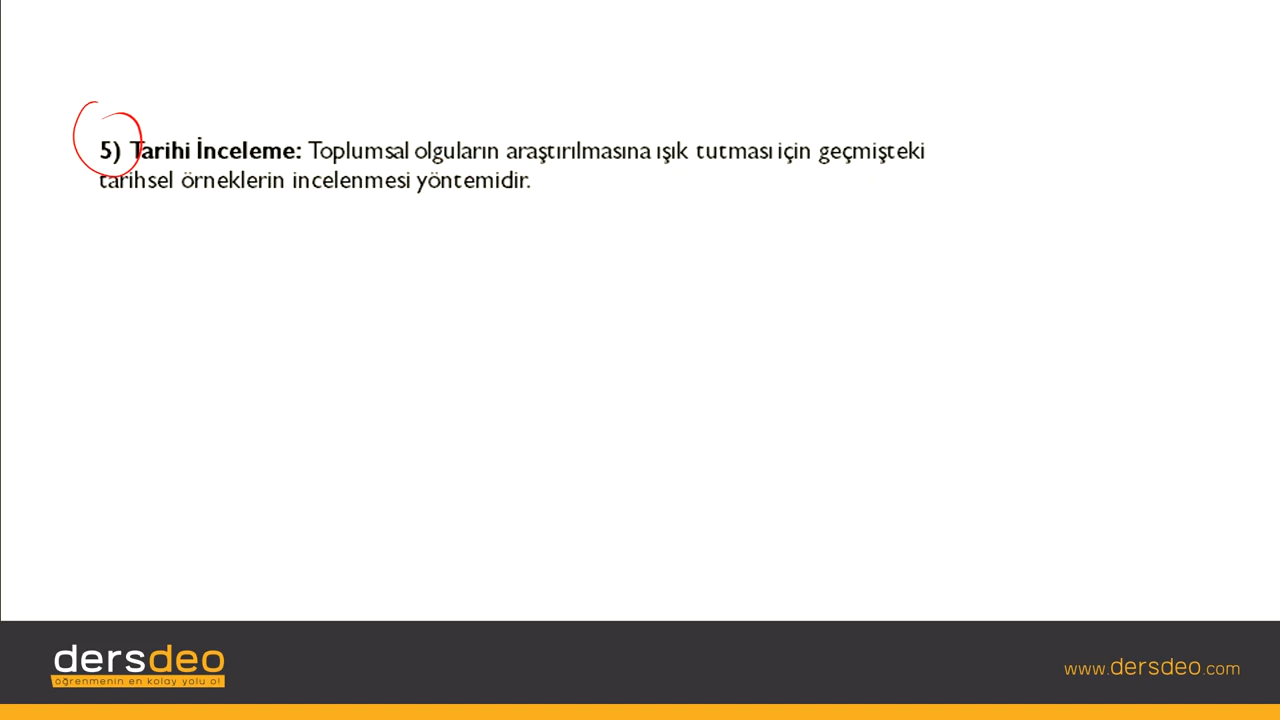 5) Tarihi İnceleme: Toplumsal olguların araştırılmasına ışık tutması için geçmişteki
tarihsel örneklerin incelenmesi yöntemidir.
dersdeo
öğrenmenin en kolay yolu o!
www.dersdeo.com